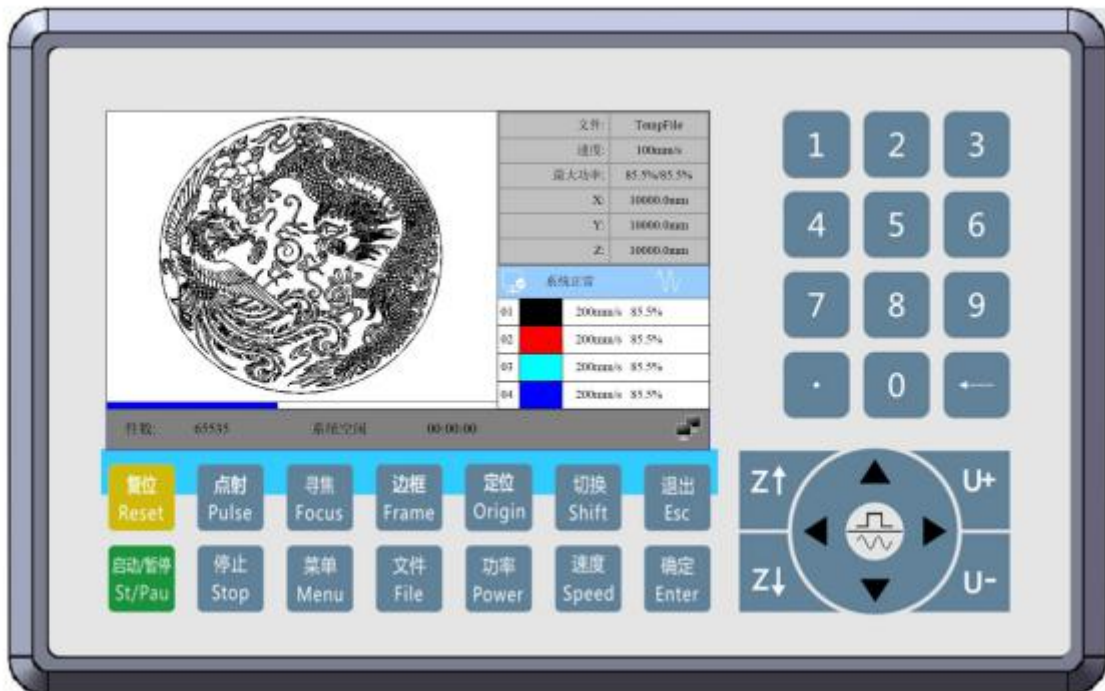 文件: TempFile
速度: 100mm/s
最大功率: 85.5%/85.5%
X: 10000.0mm
Y: 10000.0mm
Z: 10000.0mm
系统正常
01 200mm/s 85.5%
02 200mm/s 85.5%
03 200mm/s 85.5%
04 200mm/s 85.5%
件数: 65535 系统空闲 00:00:00
1 2 3
4 5 6
7 8 9
. 0 ←
复位 点射 寻焦 边框 定位 切换 退出
Reset Pulse Focus Frame Origin Shift Esc
启动/暂停 停止 菜单 文件 功率 速度 确定
St/Pau Stop Menu File Power Speed Enter
Z↑ U+
Z↓ U-